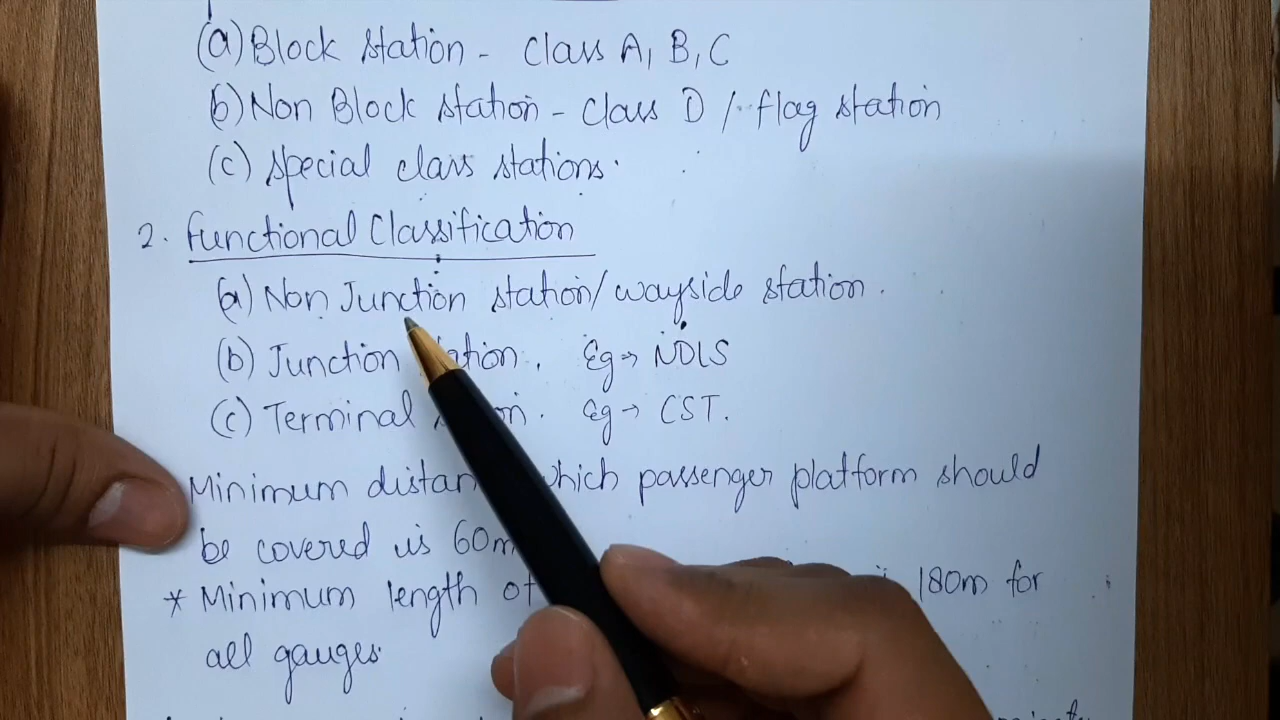 (a) Block station - Class A, B, C
(b) Non Block station - Class D / flag station
(c) Special class stations.
2. Functional Classification
(a) Non Junction station/wayside station.
(b) Junction . Eg→ NDLS
(c) Terminal . Eg→ CST.
Minimum which passenger platform should
be covered is 60m
* Minimum length of 180m for
all gauges